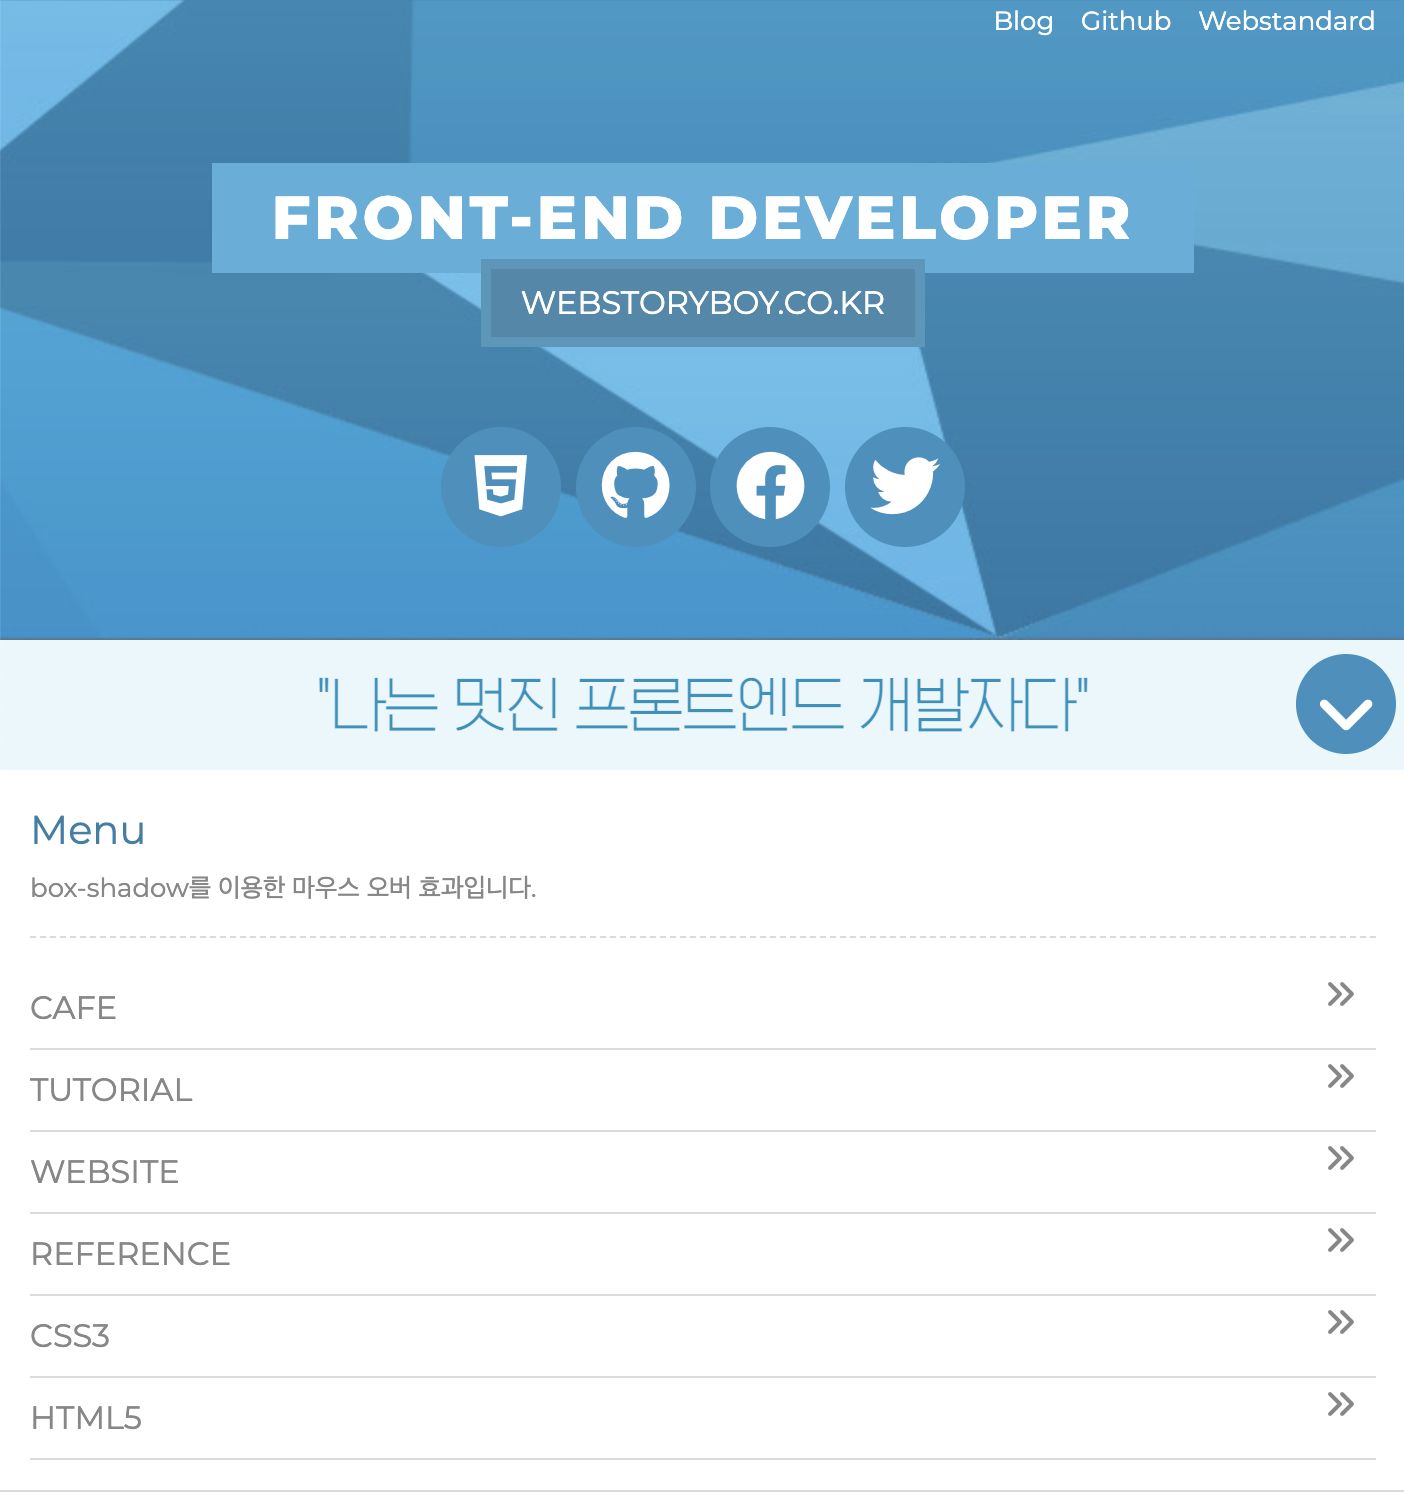 Blog Github Webstandard
FRONT-END DEVELOPER
WEBSTORYBOY.CO.KR
"나는 멋진 프론트엔드 개발자다"
Menu
box-shadow를 이용한 마우스 오버 효과입니다.
CAFE
TUTORIAL
WEBSITE
REFERENCE
CSS3
HTML5